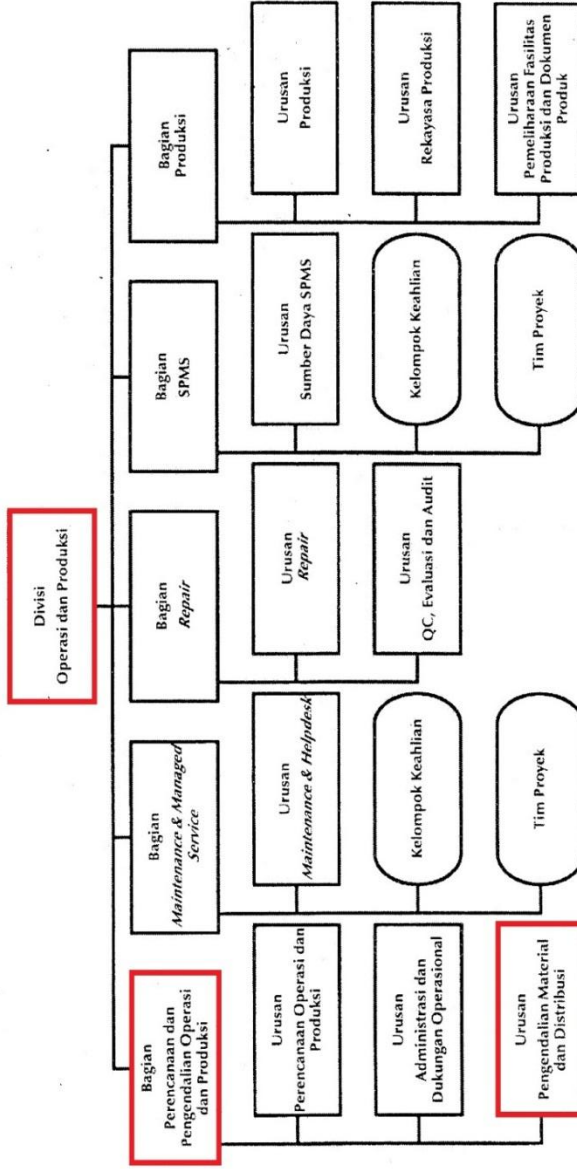 Divisi
Operasi dan Produksi
Bagian
Perencanaan dan
Pengendalian Operasi
dan Produksi
Urusan
Perencanaan Operasi dan
Produksi
Urusan
Administrasi dan
Dukungan Operasional
Urusan
Pengendalian Material
dan Distribusi
Bagian
Maintenance & Managed
Service
Urusan
Maintenance & Helpdesk
Kelompok Keahlian
Tim Proyek
Bagian
Repair
Urusan
Repair
Urusan
QC, Evaluasi dan Audit
Bagian
SPMS
Urusan
Sumber Daya SPMS
Kelompok Keahlian
Tim Proyek
Bagian
Produksi
Urusan
Produksi
Urusan
Rekayasa Produksi
Urusan
Pemeliharaan Fasilitas
Produksi dan Dokumen
Produk